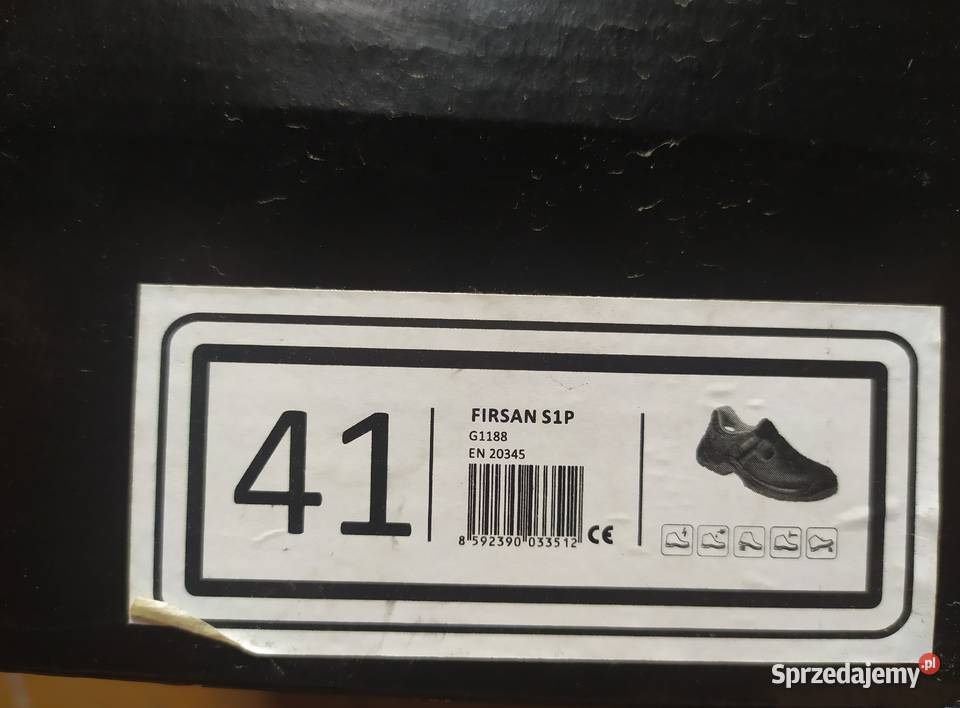 41
FIRSAN S1P
G1188
EN 20345
8 592390 033512
CE
Sprzedajemy.pl